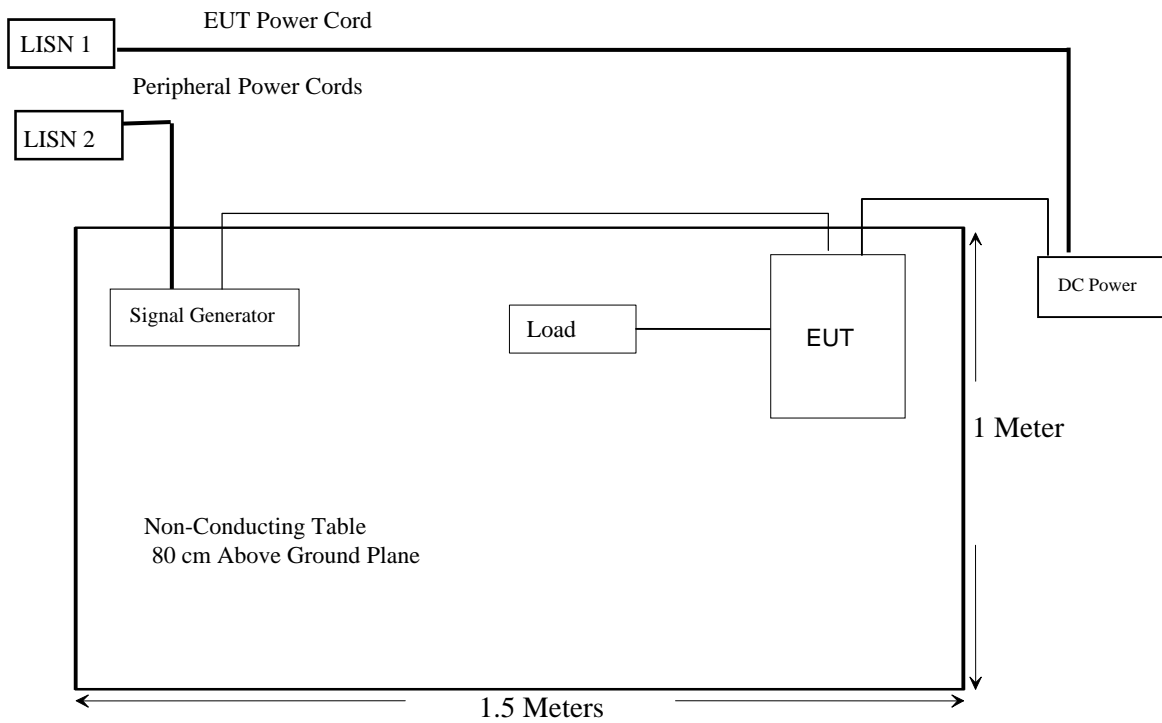 EUT Power Cord
LISN 1
Peripheral Power Cords
LISN 2
DC Power
Signal Generator
Load
EUT
1 Meter
Non-Conducting Table
80 cm Above Ground Plane
1.5 Meters